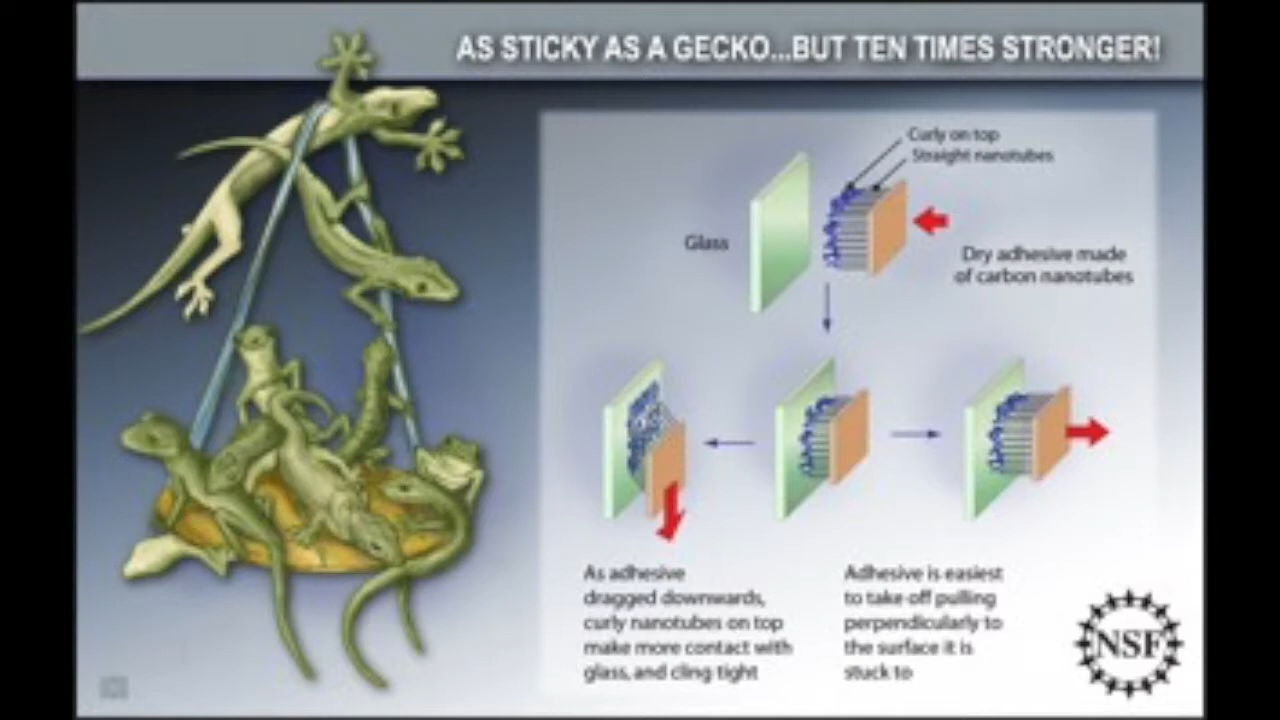 AS STICKY AS A GECKO...BUT TEN TIMES STRONGER!
Curly on top
Straight nanotubes
Glass
Dry adhesive made
of carbon nanotubes
As adhesive
dragged downwards,
curly nanotubes on top
make more contact with
glass, and cling tight
Adhesive is easiest
to take off pulling
perpendicularly to
the surface it is
stuck to
NSF